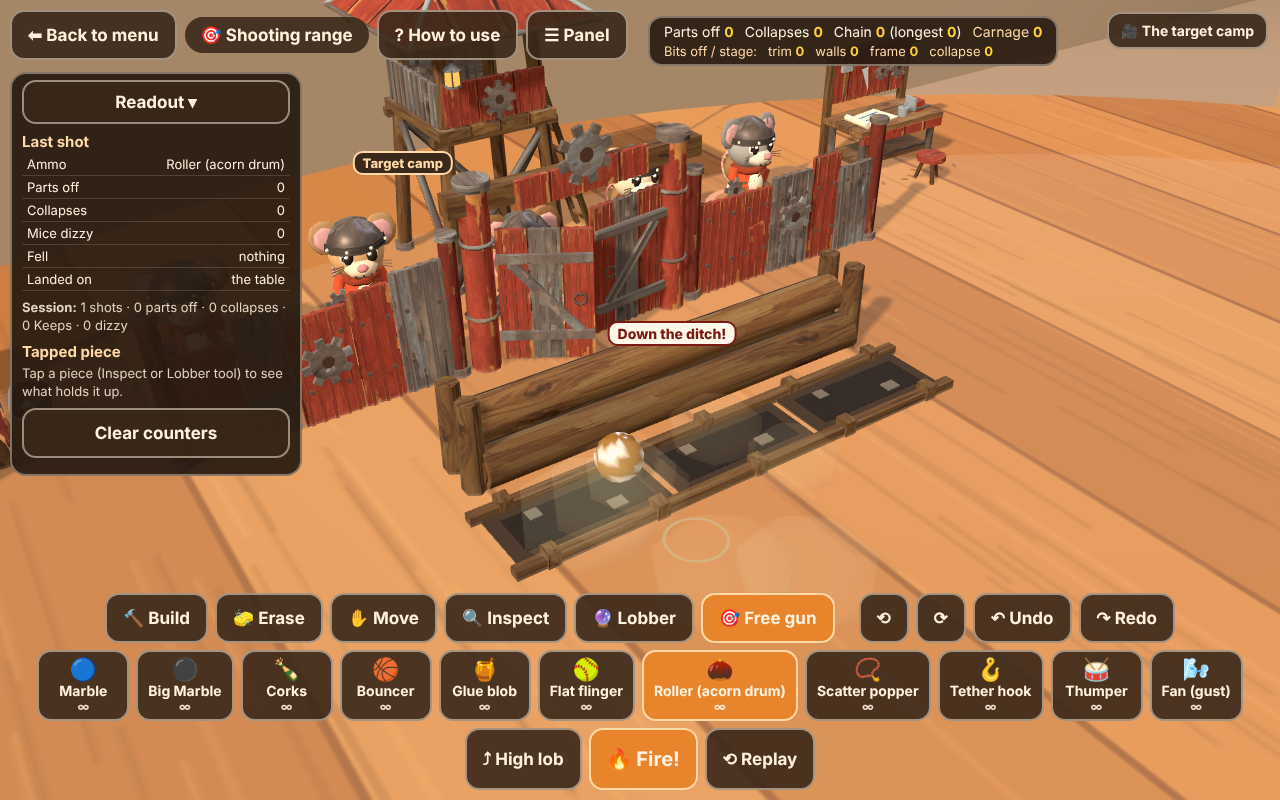 ⬅ Back to menu
🎯 Shooting range
? How to use
☰ Panel
Parts off 0 Collapses 0 Chain 0 (longest 0) Carnage 0
Bits off / stage: trim 0 walls 0 frame 0 collapse 0
🎥 The target camp
Readout ▾
Last shot
Ammo Roller (acorn drum)
Parts off 0
Collapses 0
Mice dizzy 0
Fell nothing
Landed on the table
Session: 1 shots · 0 parts off · 0 collapses ·
0 Keeps · 0 dizzy
Tapped piece
Tap a piece (Inspect or Lobber tool) to see
what holds it up.
Clear counters
Target camp
Down the ditch!
🔨 Build
🧽 Erase
✋ Move
🔍 Inspect
🔮 Lobber
🎯 Free gun
⟲
⟳
↶ Undo
↷ Redo
Marble
∞
Big Marble
∞
Corks
∞
Bouncer
∞
Glue blob
∞
Flat flinger
∞
Roller (acorn drum)
∞
Scatter popper
∞
Tether hook
∞
Thumper
∞
Fan (gust)
∞
⤴ High lob
🔥 Fire!
⟲ Replay